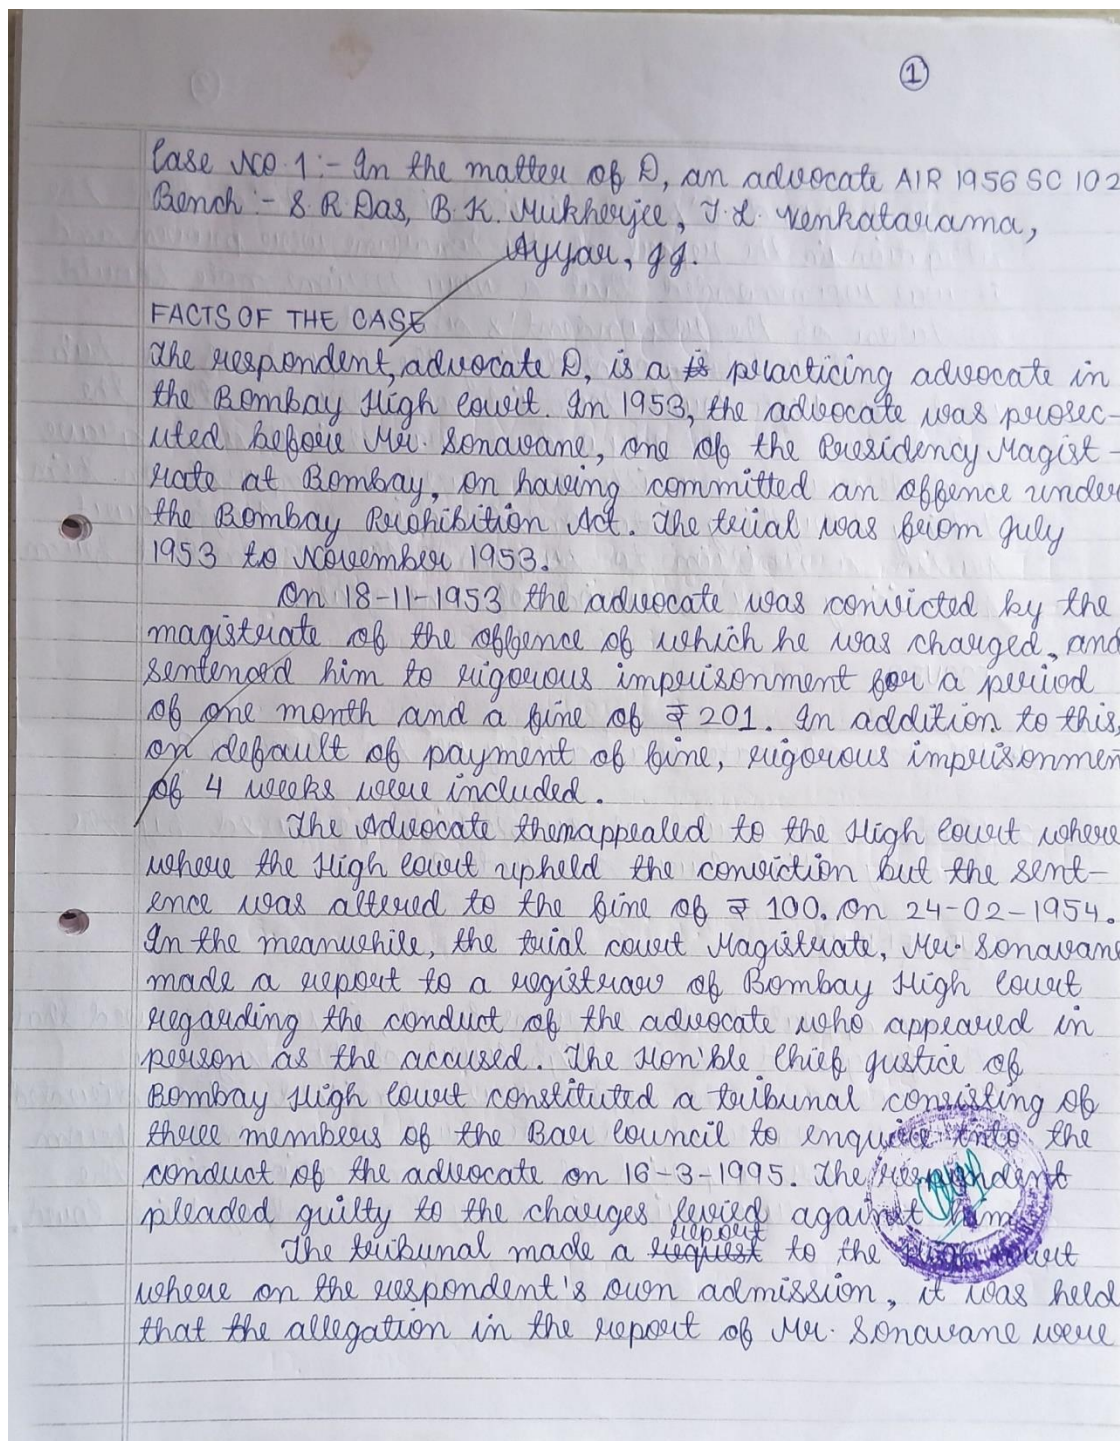 1
Case NO. 1:- In the matter of D, an advocate AIR 1956 SC 102
Bench:- S.R Das, B.K. Mukherjee, T.L. Venkatarama,
Ayyar, JJ.
FACTS OF THE CASE
The respondent, advocate D, is a is practicing advocate in
the Bombay High Court. In 1953, the advocate was prosec-
uted before Mr. Sonavane, one of the Presidency Magist-
rate at Bombay, on having committed an offence under
the Bombay Prohibition Act. The trial was from July
1953 to November 1953.
On 18-11-1953 the advocate was convicted by the
magistrate of the offence of which he was charged, and
sentenced him to rigorous imprisonment for a period
of one month and a fine of ₹ 201. In addition to this,
on default of payment of fine, rigorous imprisonmen
of 4 weeks were included.
The Advocate then appealed to the High Court where
where the High Court upheld the conviction but the sent-
ence was altered to the fine of ₹ 100. on 24-02-1954.
In the meanwhile, the trial court Magistrate, Mr. Sonavane
made a report to a registrar of Bombay High Court
regarding the conduct of the advocate who appeared in
person as the accused. The Hon'ble Chief Justice of
Bombay High Court constituted a tribunal consisting of
three members of the Bar Council to enquire into the
conduct of the advocate on 16-3-1995. The respondent
pleaded guilty to the charges levied against him
report
The tribunal made a request to the High Court
where on the respondent's own admission, it was held
that the allegation in the report of Mr. Sonavane were